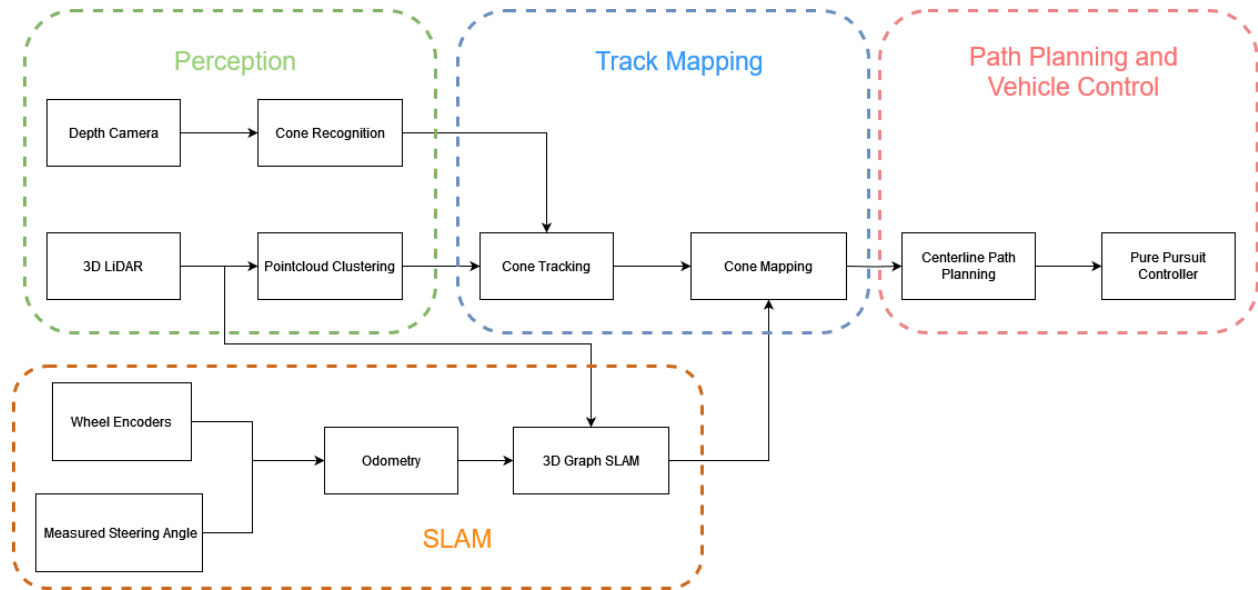 Perception
Track Mapping
Path Planning and
Vehicle Control
Depth Camera
Cone Recognition
3D LiDAR
Pointcloud Clustering
Cone Tracking
Cone Mapping
Centerline Path
Planning
Pure Pursuit
Controller
Wheel Encoders
Odometry
3D Graph SLAM
Measured Steering Angle
SLAM